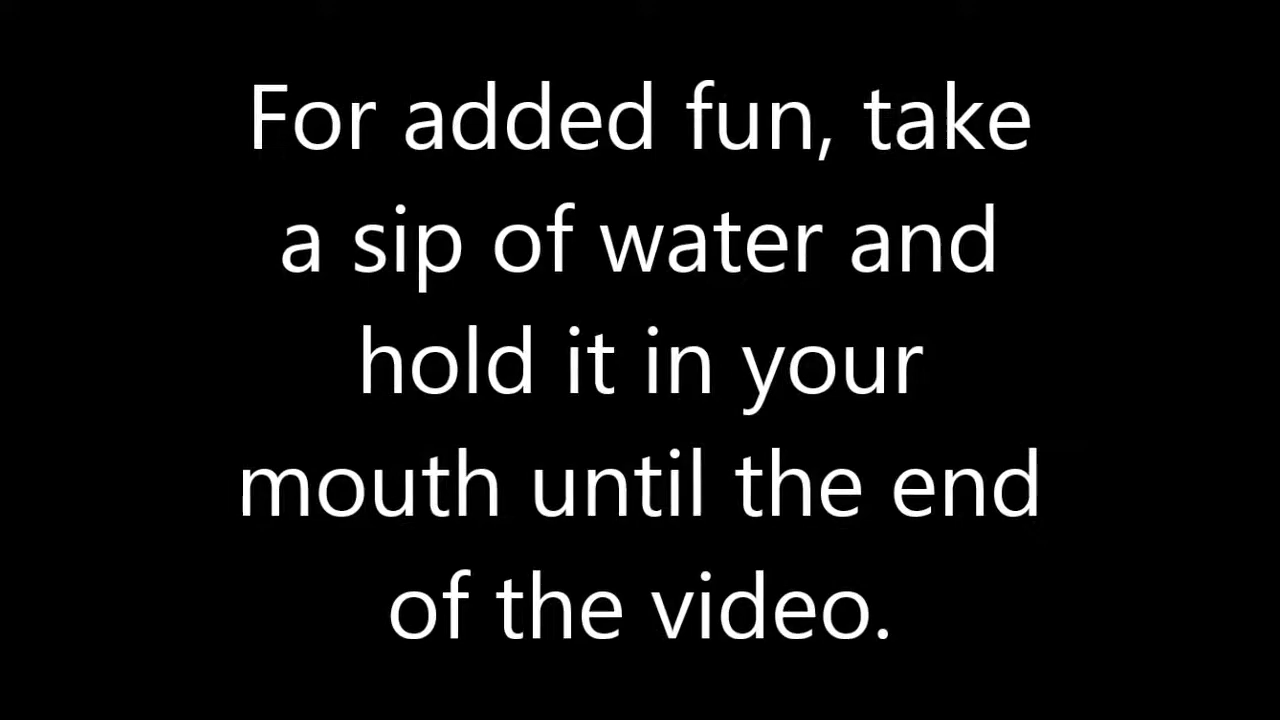 For added fun, take
a sip of water and
hold it in your
mouth until the end
of the video.